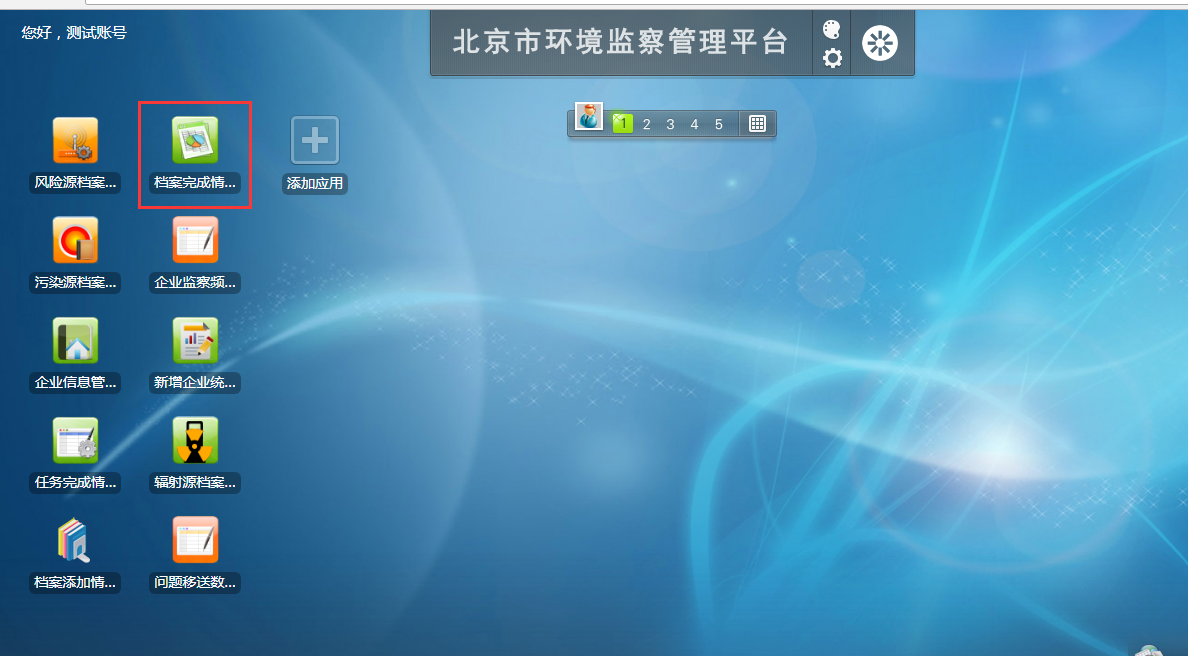 您好，测试账号
北京市环境监察管理平台
1 2 3 4 5
风险源档案...
档案完成情...
添加应用
污染源档案...
企业监察频...
企业信息管...
新增企业统...
任务完成情...
辐射源档案...
档案添加情...
问题移送数...